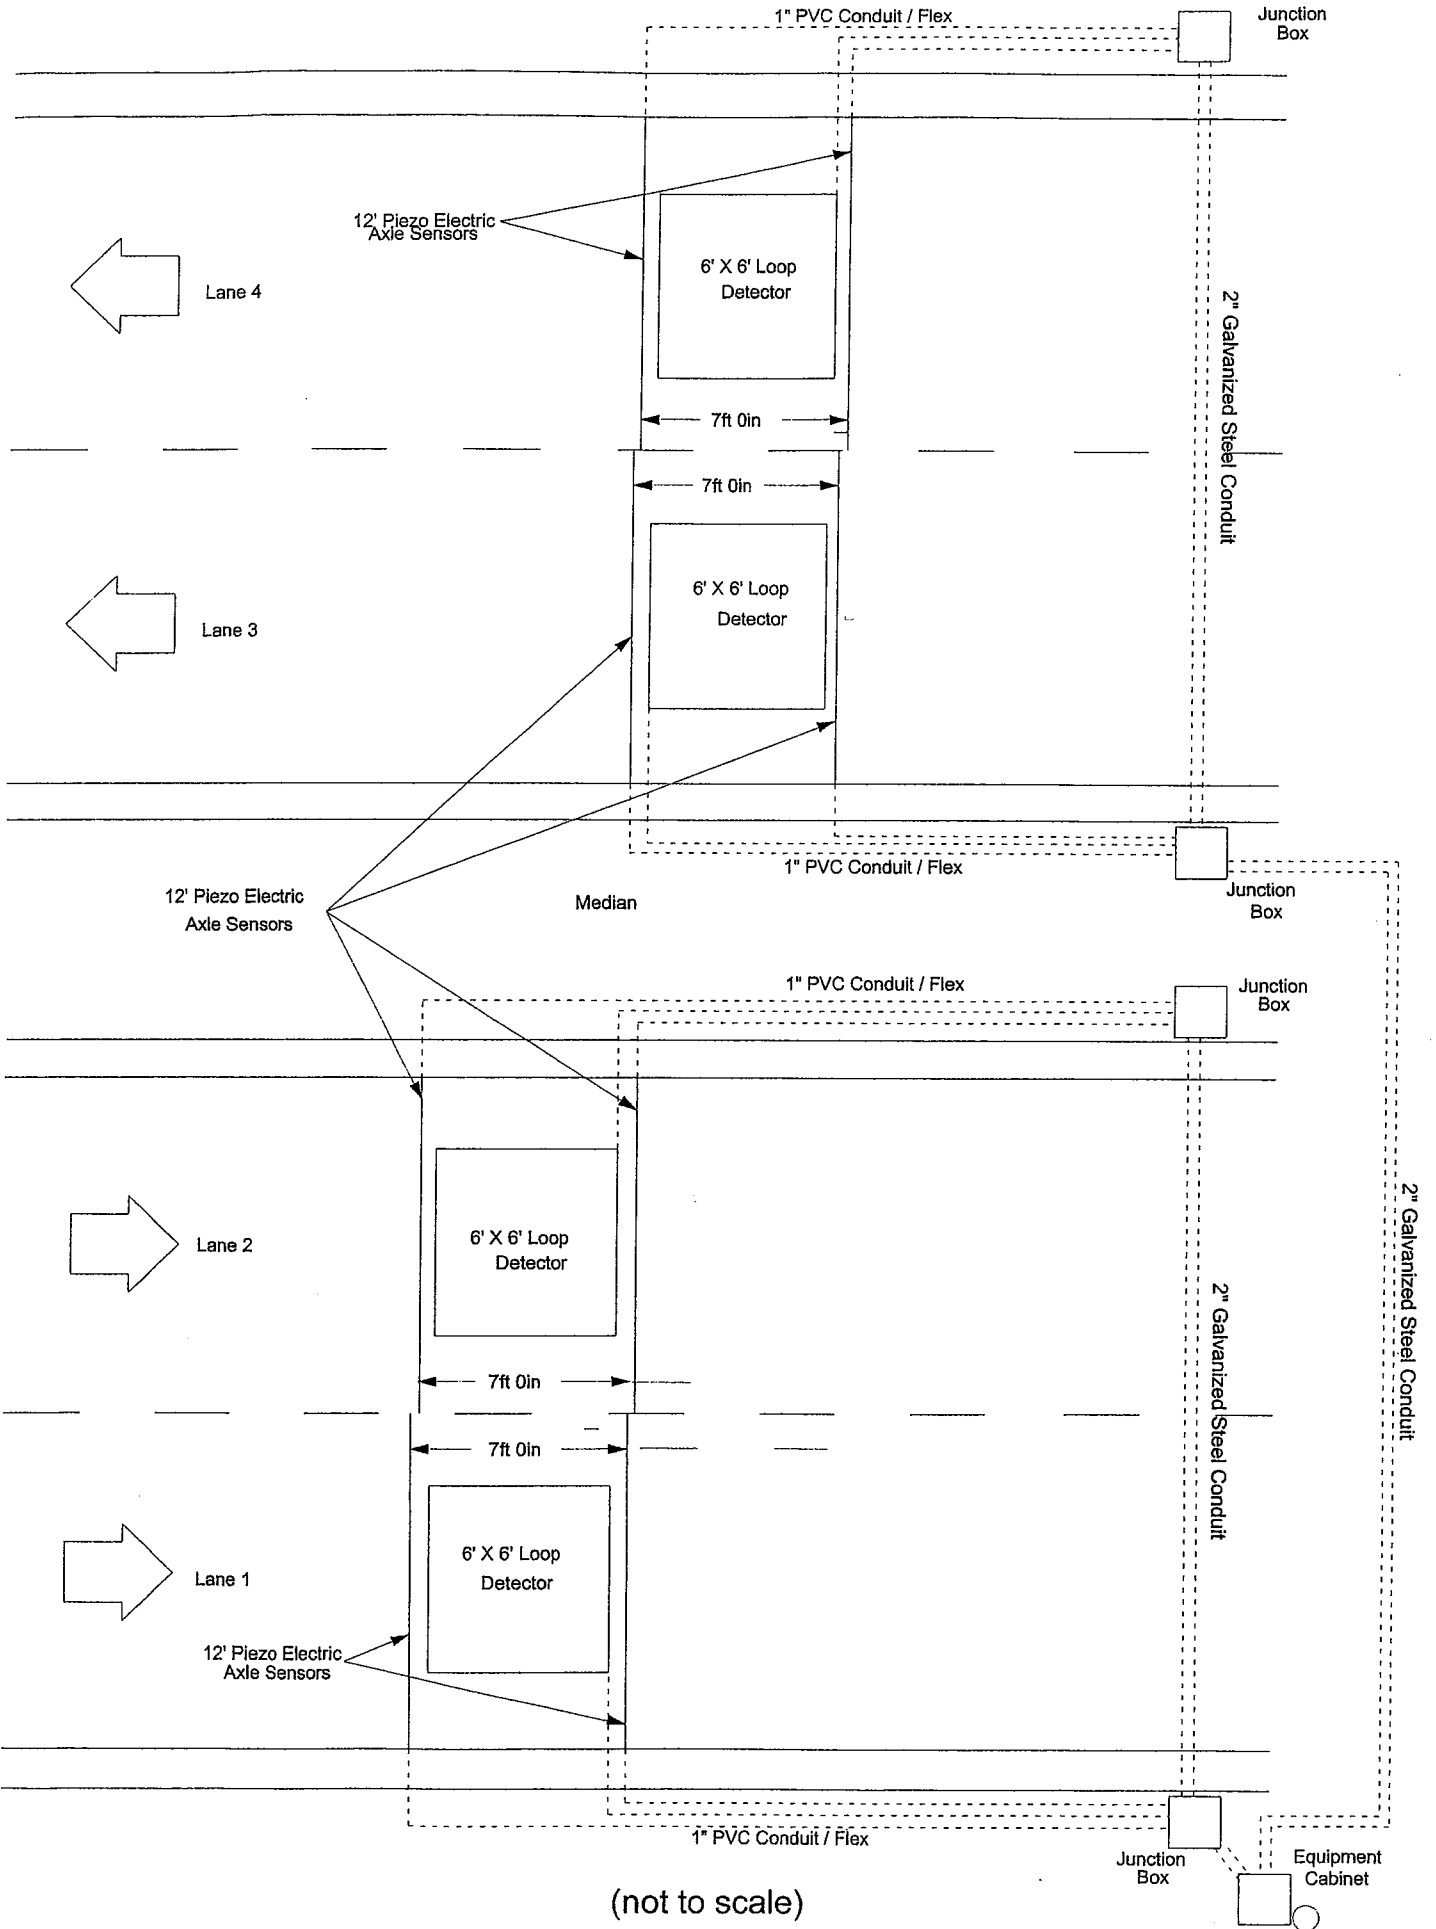 1" PVC Conduit / Flex
Junction
Box
12' Piezo Electric
Axle Sensors
6' X 6' Loop
Detector
Lane 4
2" Galvanized Steel Conduit
7ft 0in
7ft 0in
6' X 6' Loop
Detector
Lane 3
1" PVC Conduit / Flex
Junction
Box
12' Piezo Electric
Axle Sensors
Median
1" PVC Conduit / Flex
Junction
Box
2" Galvanized Steel Conduit
6' X 6' Loop
Detector
Lane 2
2" Galvanized Steel Conduit
7ft 0in
7ft 0in
6' X 6' Loop
Detector
Lane 1
12' Piezo Electric
Axle Sensors
1" PVC Conduit / Flex
Junction
Box
Equipment
Cabinet
(not to scale)